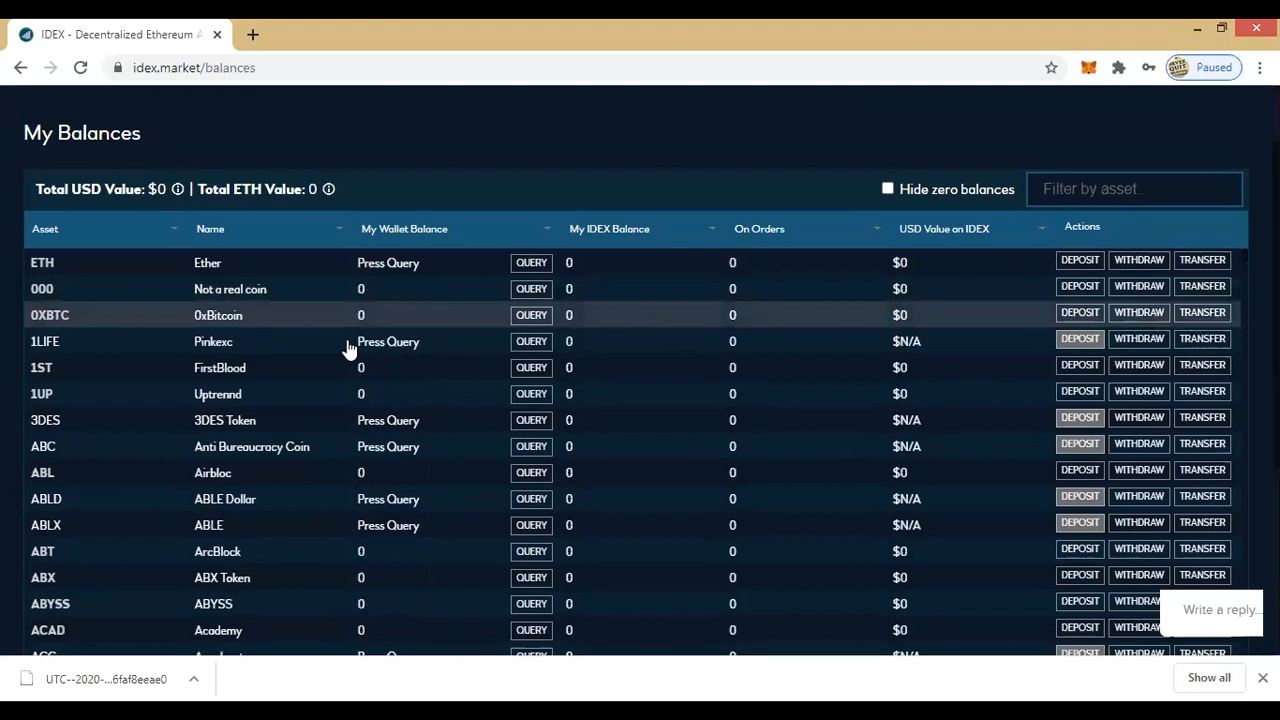 IDEX - Decentralized Ethereum A
idex.market/balances
Paused
My Balances
Total USD Value: $0 | Total ETH Value: 0
Hide zero balances
Filter by asset..
Asset Name My Wallet Balance My IDEX Balance On Orders USD Value on IDEX Actions
ETH Ether Press Query QUERY 0 0 $0 DEPOSIT WITHDRAW TRANSFER
000 Not a real coin 0 QUERY 0 0 $0 DEPOSIT WITHDRAW TRANSFER
0XBTC 0xBitcoin 0 QUERY 0 0 $0 DEPOSIT WITHDRAW TRANSFER
1LIFE Pinkexc Press Query QUERY 0 0 $N/A DEPOSIT WITHDRAW TRANSFER
1ST FirstBlood 0 QUERY 0 0 $0 DEPOSIT WITHDRAW TRANSFER
1UP Uptrennd 0 QUERY 0 0 $0 DEPOSIT WITHDRAW TRANSFER
3DES 3DES Token Press Query QUERY 0 0 $N/A DEPOSIT WITHDRAW TRANSFER
ABC Anti Bureaucracy Coin Press Query QUERY 0 0 $N/A DEPOSIT WITHDRAW TRANSFER
ABL Airbloc 0 QUERY 0 0 $0 DEPOSIT WITHDRAW TRANSFER
ABLD ABLE Dollar Press Query QUERY 0 0 $N/A DEPOSIT WITHDRAW TRANSFER
ABLX ABLE Press Query QUERY 0 0 $N/A DEPOSIT WITHDRAW TRANSFER
ABT ArcBlock 0 QUERY 0 0 $0 DEPOSIT WITHDRAW TRANSFER
ABX ABX Token 0 QUERY 0 0 $0 DEPOSIT WITHDRAW TRANSFER
ABYSS ABYSS 0 QUERY 0 0 $0 DEPOSIT WITHDRA
Write a reply...
ACAD Academy 0 QUERY 0 0 $0 DEPOSIT WITHDRAW TRANSFER
UTC--2020-...6faf8eeae0
Show all